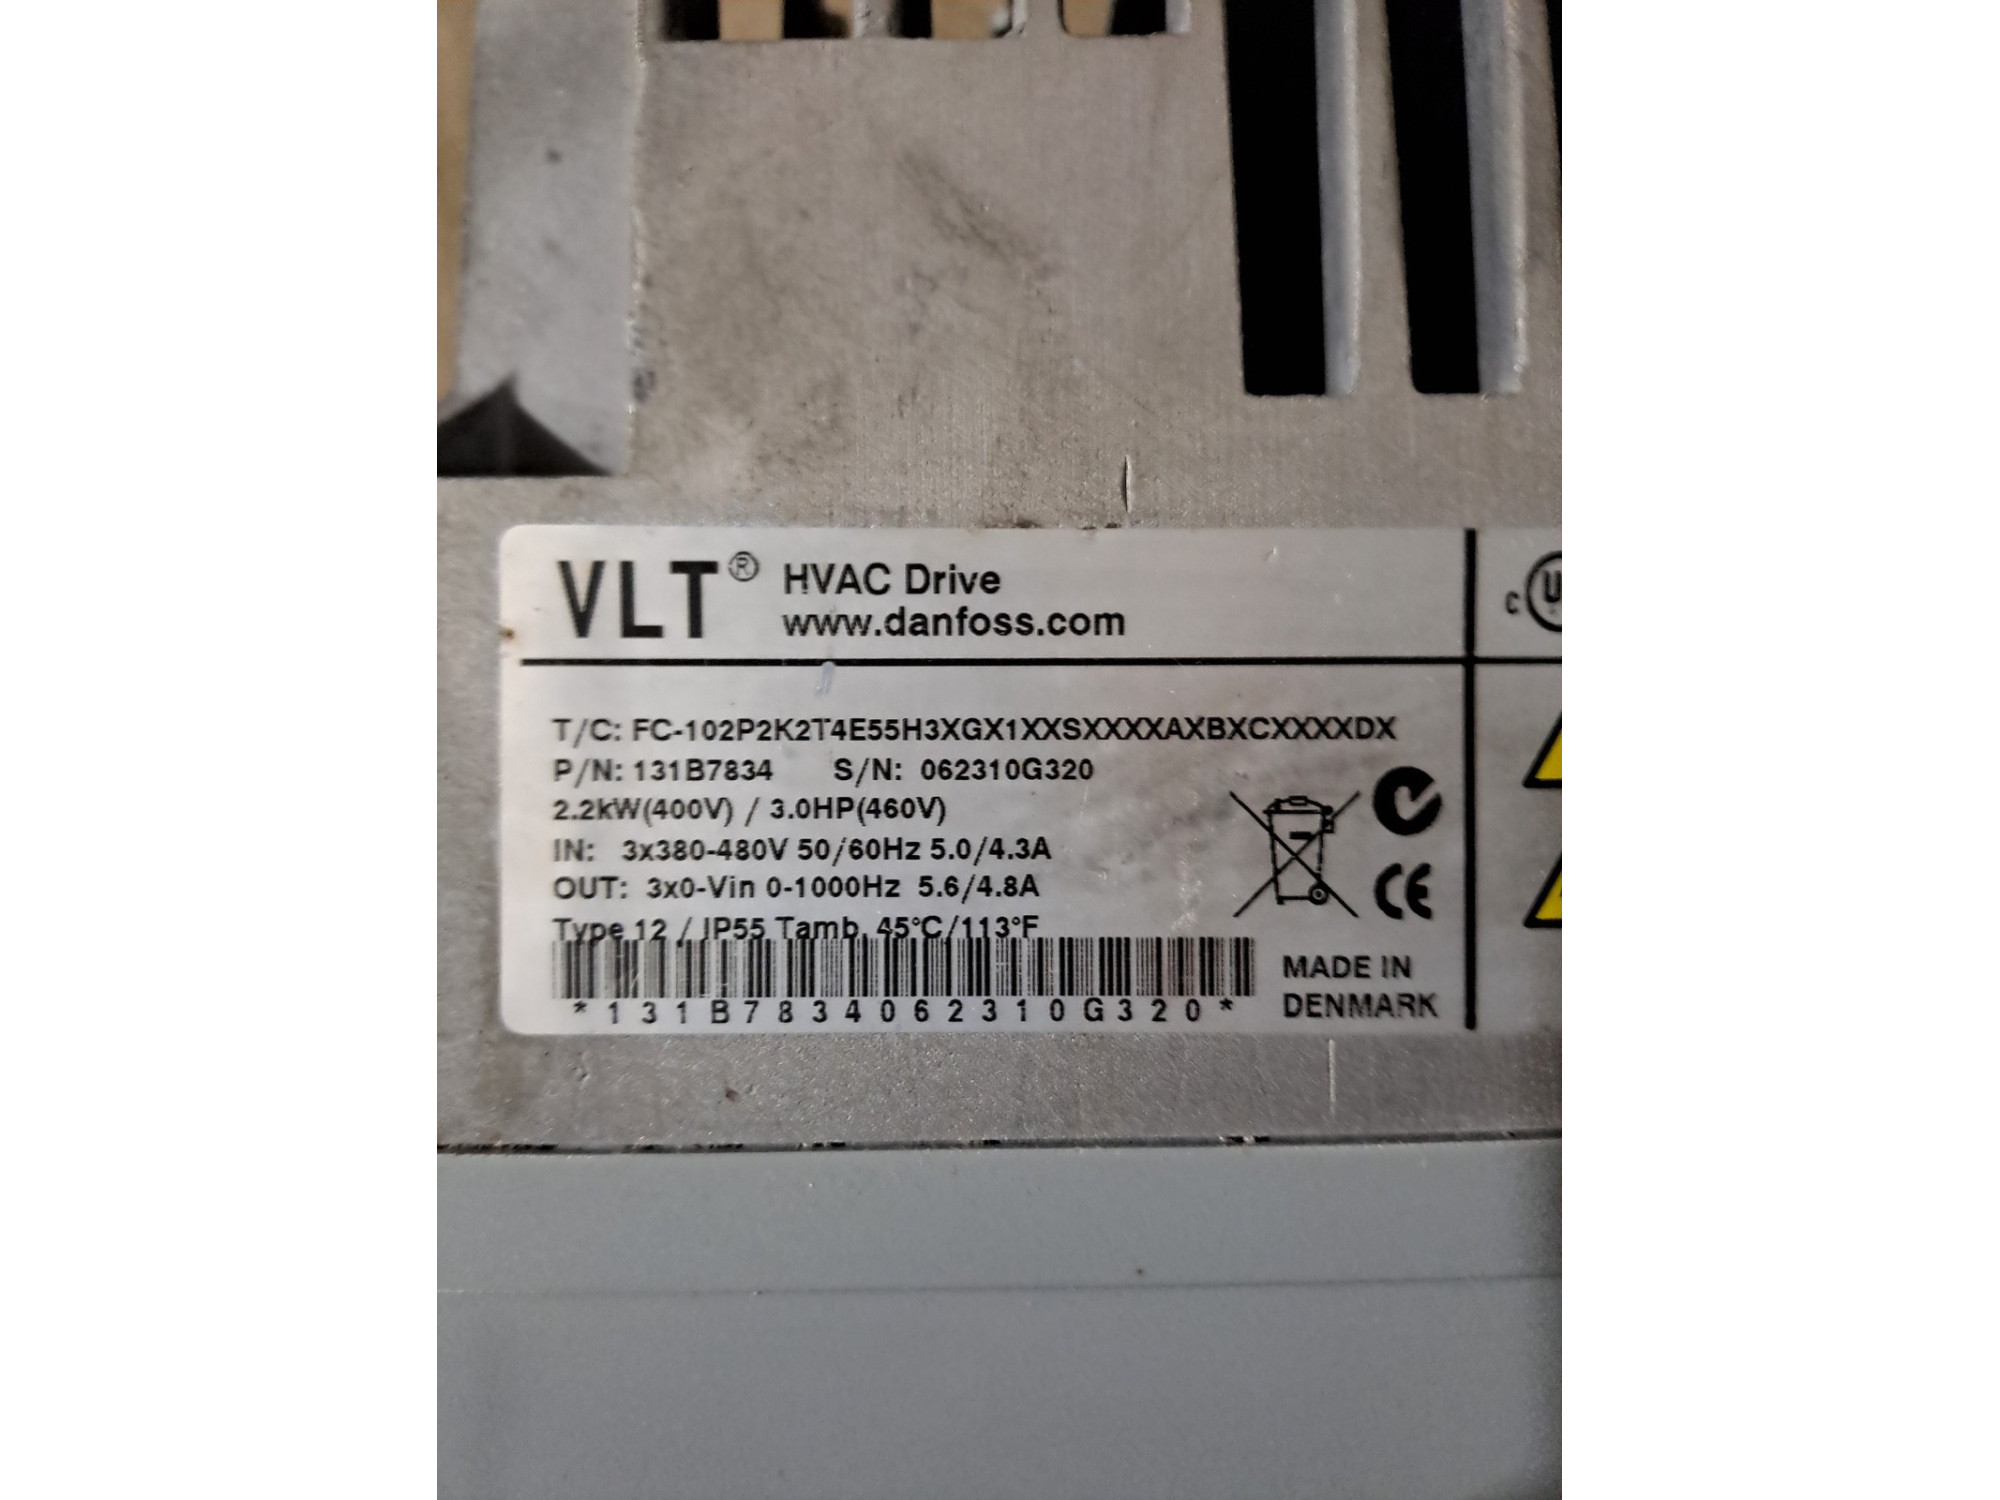 VLT® HVAC Drive
www.danfoss.com
T/C: FC-102P2K2T4E55H3XGX1XXSXXXXAXBXCXXXXDX
P/N: 131B7834 S/N: 062310G320
2.2kW(400V) / 3.0HP(460V)
IN: 3x380-480V 50/60Hz 5.0/4.3A
OUT: 3x0-Vin 0-1000Hz 5.6/4.8A
Type 12 / IP55 Tamb. 45°C/113°F
*131B7834062310G320*
MADE IN
DENMARK
CE
c U